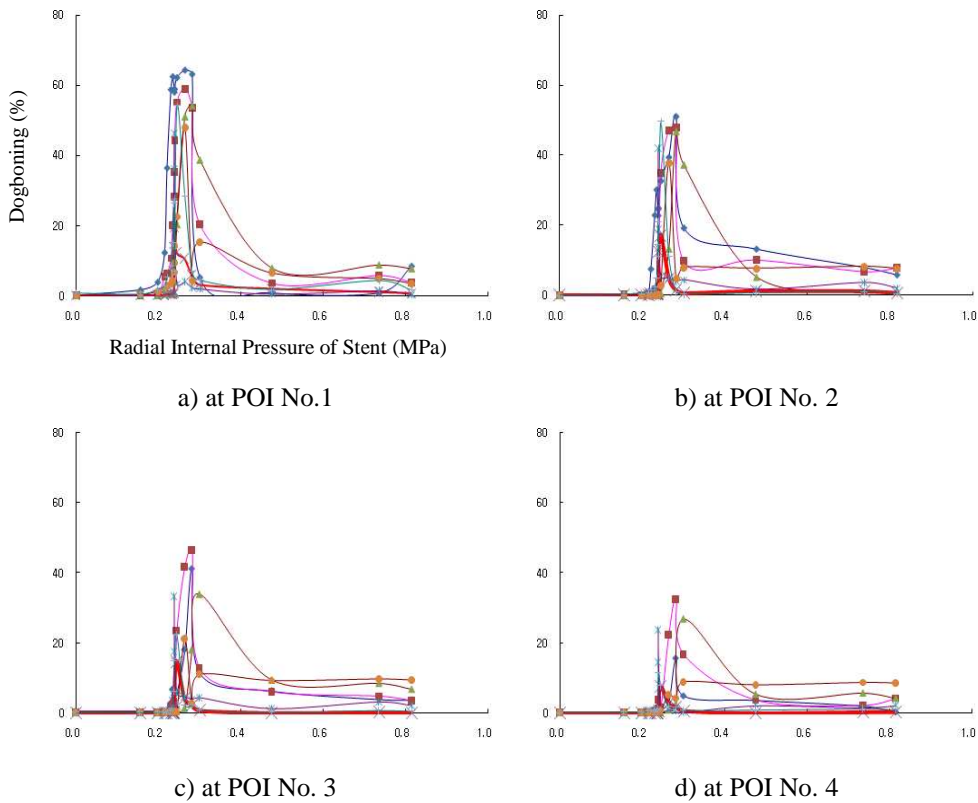 80
60
40
20
0
0.0 0.2 0.4 0.6 0.8 1.0
Dogboning (%)
Radial Internal Pressure of Stent (MPa)
a) at POI No.1
80
60
40
20
0
0.0 0.2 0.4 0.6 0.8 1.0
b) at POI No. 2
80
60
40
20
0
0.0 0.2 0.4 0.6 0.8 1.0
c) at POI No. 3
80
60
40
20
0
0.0 0.2 0.4 0.6 0.8 1.0
d) at POI No. 4